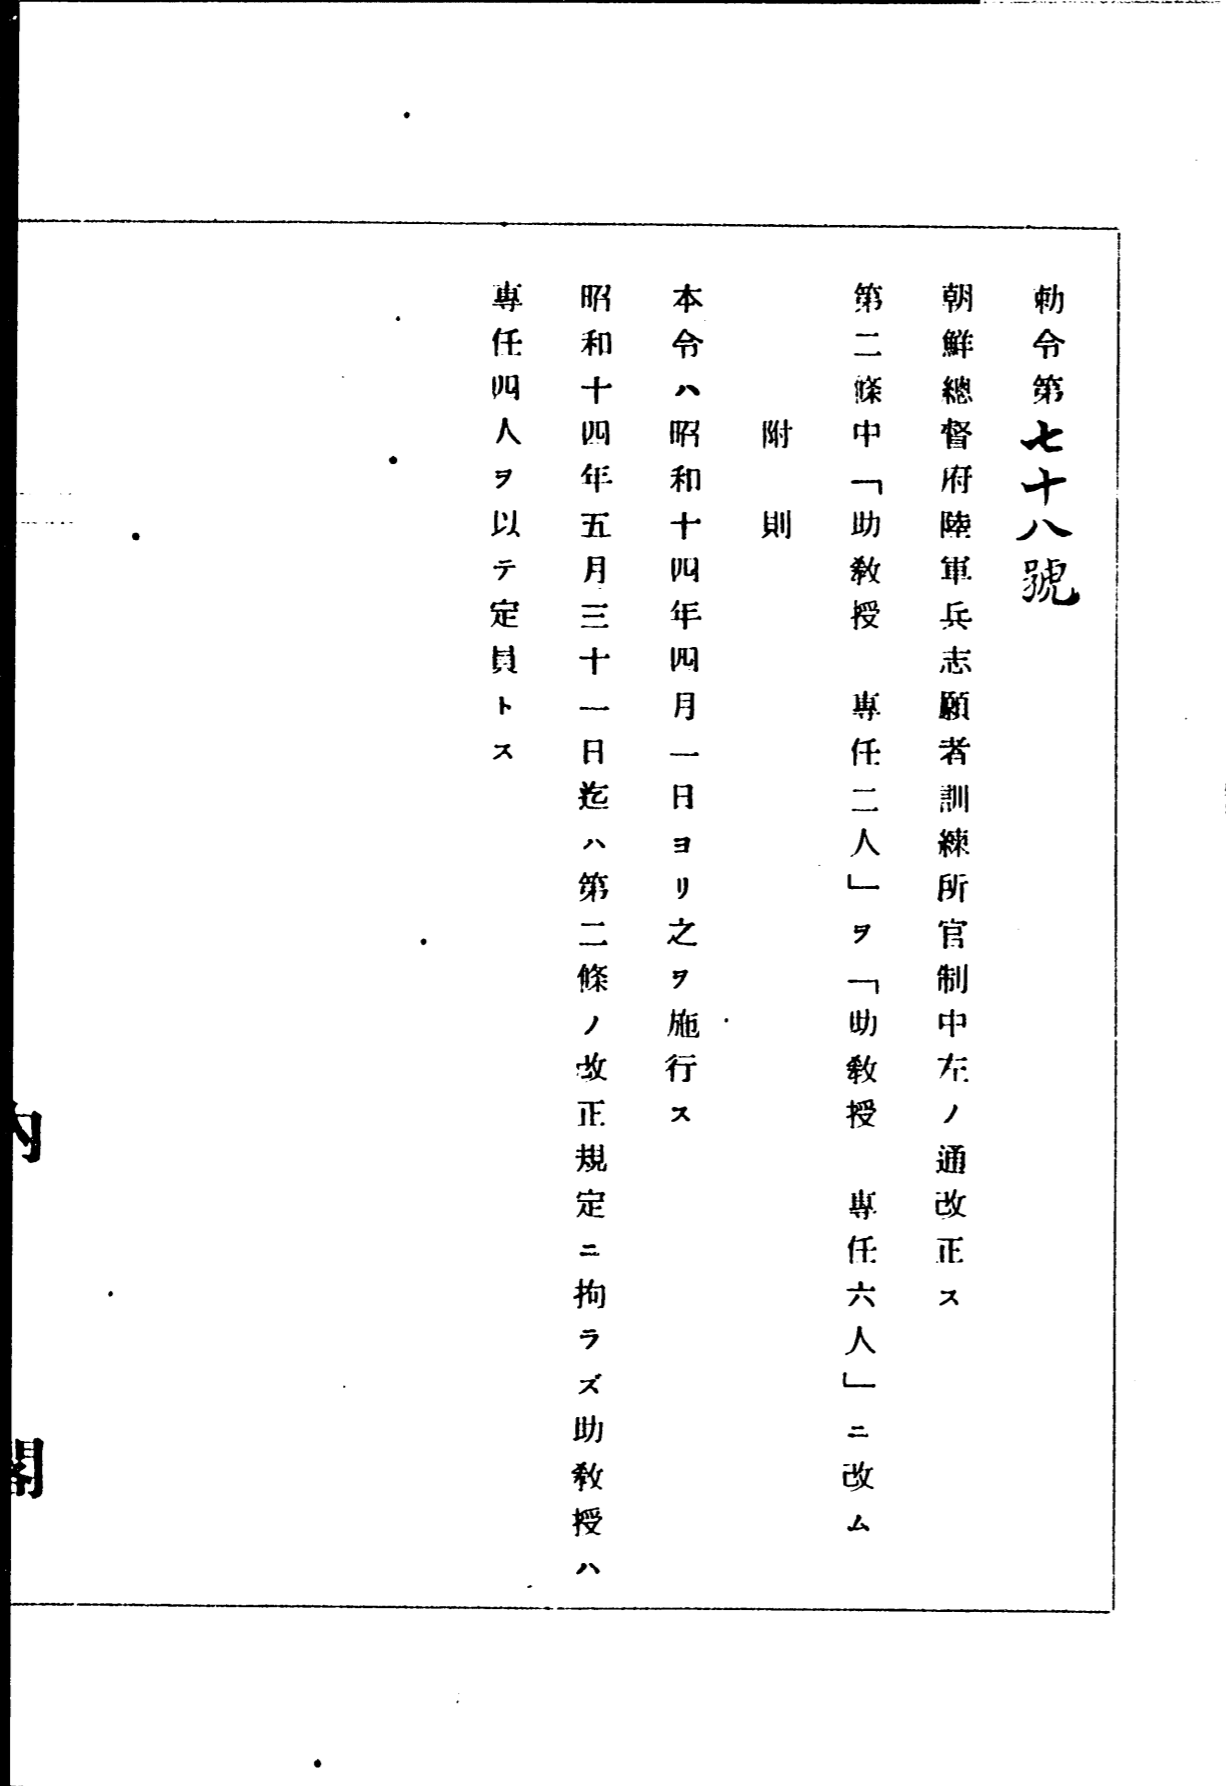 勅令第七十八號
朝鮮總督府陸軍兵志願者訓練所官制中左ノ通改正ス
第二條中「助敎授　專任二人」ヲ「助敎授　專任六人」ニ改ム
附則
本令ハ昭和十四年四月一日ヨリ之ヲ施行ス
昭和十四年五月三十一日迄ハ第二條ノ改正規定ニ拘ラズ助敎授ハ
專任四人ヲ以テ定員トス
內閣